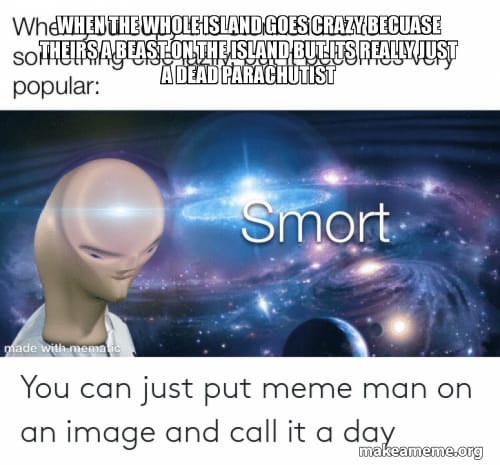 WHEN THE WHOLE ISLAND GOES CRAZY BECUASE
THEIRS A BEAST ON THE ISLAND BUT ITS REALLY JUST
A DEAD PARACHUTIST
popular:
Smort
made with mematic
You can just put meme man on
an image and call it a day
makeameme.org